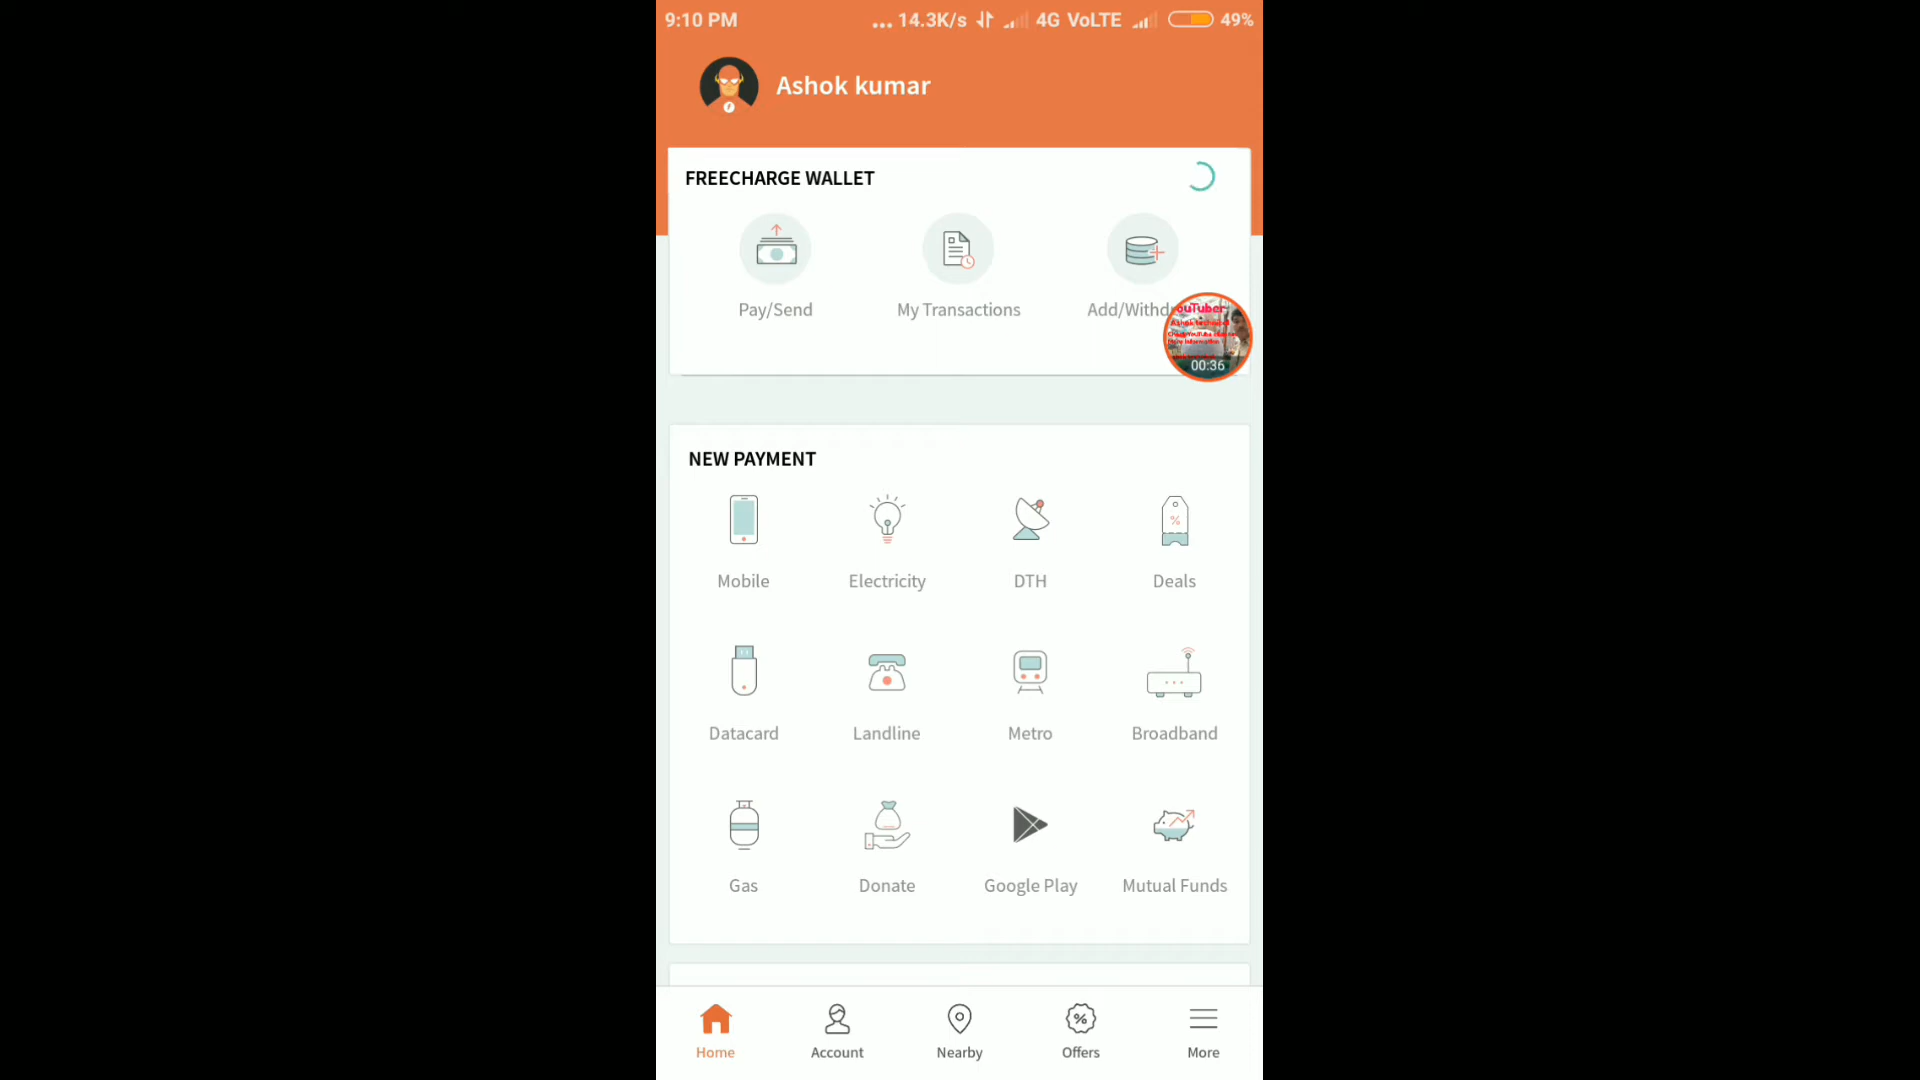 9:10 PM ... 14.3K/s 4G VoLTE 49%
Ashok kumar
FREECHARGE WALLET
Pay/Send My Transactions Add/Withd
ouTuber
00:36
NEW PAYMENT
Mobile Electricity DTH Deals
%
Datacard Landline Metro Broadband
Gas Donate Google Play Mutual Funds
%
Home Account Nearby Offers More